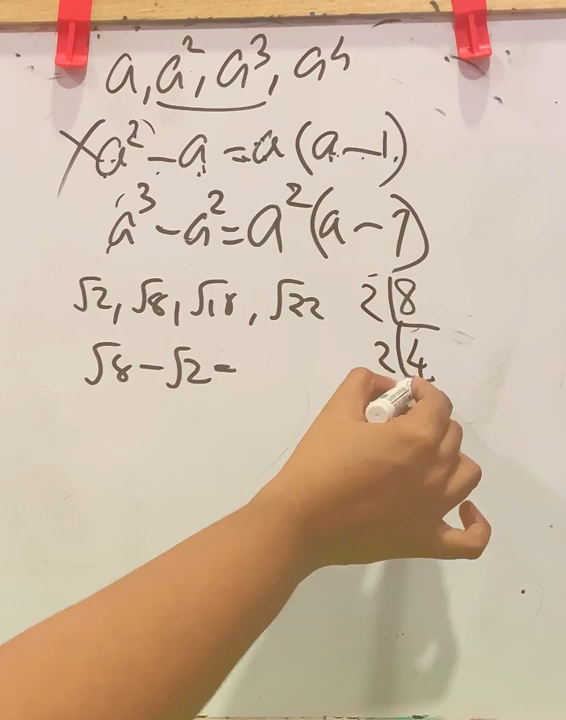 a, a², a³, a⁴
a² - a = a(a-1)
a³ - a² = a²(a-1)
√2, √8, √18, √32 2|8
√8 - √2 = 2|4